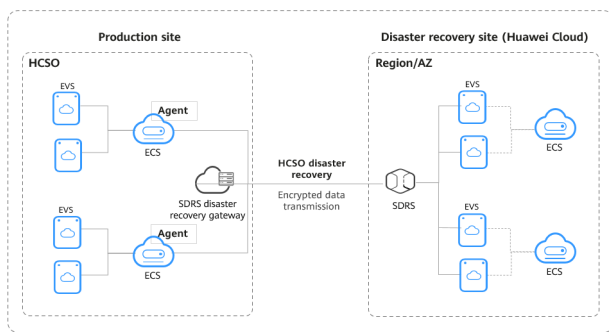 Production site
Disaster recovery site (Huawei Cloud)
HCSO
Region/AZ
EVS
Agent
ECS
EVS
ECS
HCSO disaster
recovery
Encrypted data
transmission
SDRS disaster
recovery gateway
SDRS
EVS
Agent
ECS
EVS
ECS